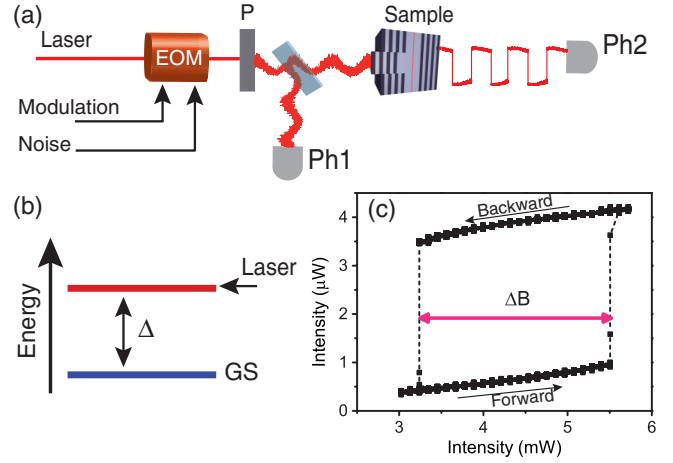 (a)
P
Sample
Laser
EOM
Ph2
Modulation
Noise
Ph1
(b)
Laser
Energy
Δ
GS
(c)
Backward
ΔB
Forward
Intensity (μW)
4
3
2
1
0
3
4
5
6
Intensity (mW)